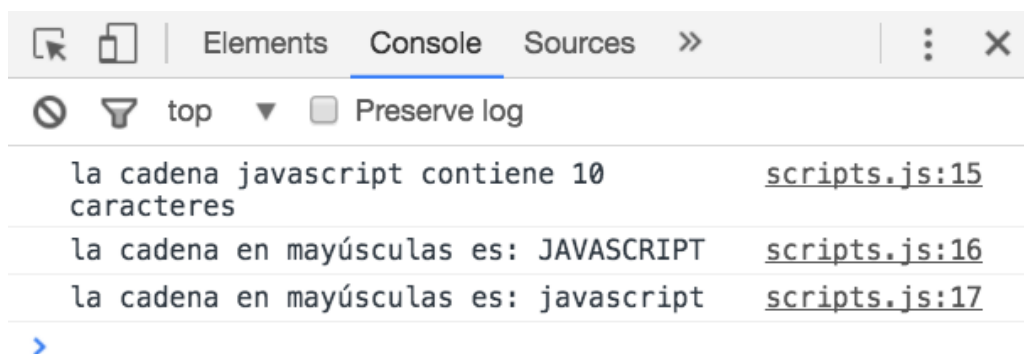 Elements Console Sources »
top ▼ Preserve log
la cadena javascript contiene 10 scripts.js:15
caracteres
la cadena en mayúsculas es: JAVASCRIPT scripts.js:16
la cadena en mayúsculas es: javascript scripts.js:17